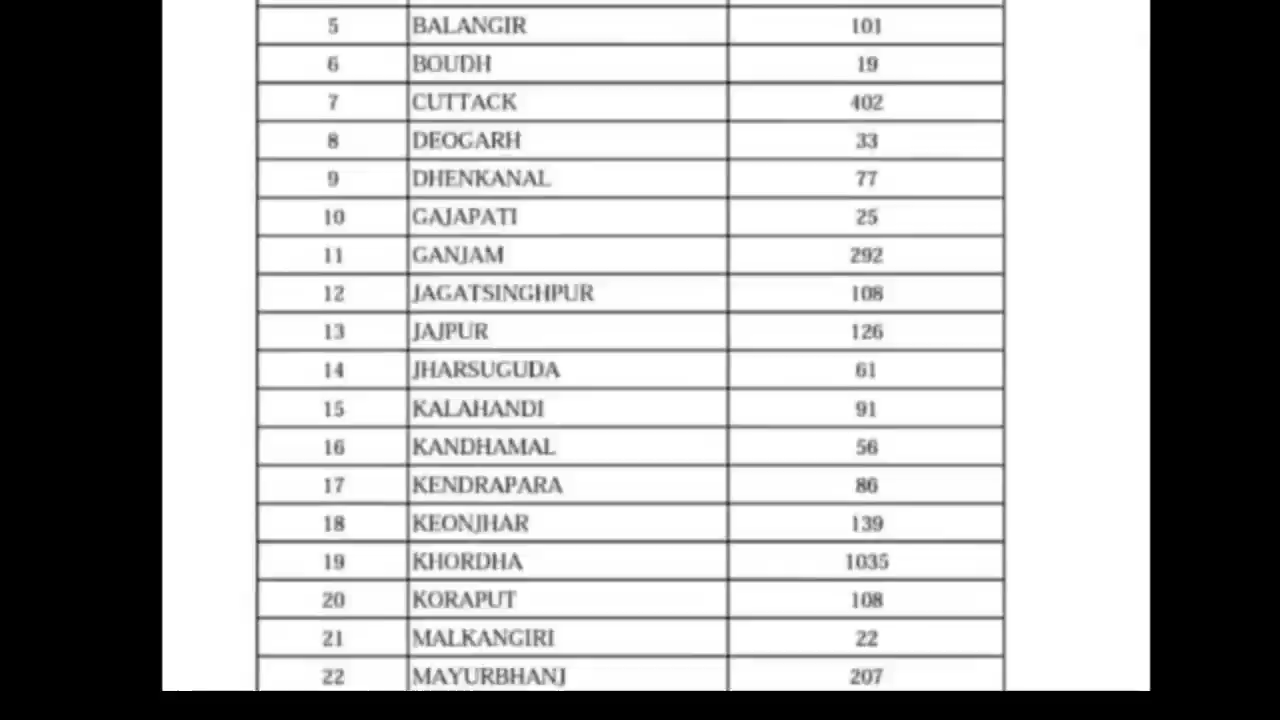 5 BALANGIR 101
6 BOUDH 19
7 CUTTACK 402
8 DEOGARH 33
9 DHENKANAL 77
10 GAJAPATI 25
11 GANJAM 292
12 JAGATSINGHPUR 108
13 JAJPUR 126
14 JHARSUGUDA 61
15 KALAHANDI 91
16 KANDHAMAL 56
17 KENDRAPARA 86
18 KEONJHAR 139
19 KHORDHA 1035
20 KORAPUT 108
21 MALKANGIRI 22
22 MAYURBHANJ 207